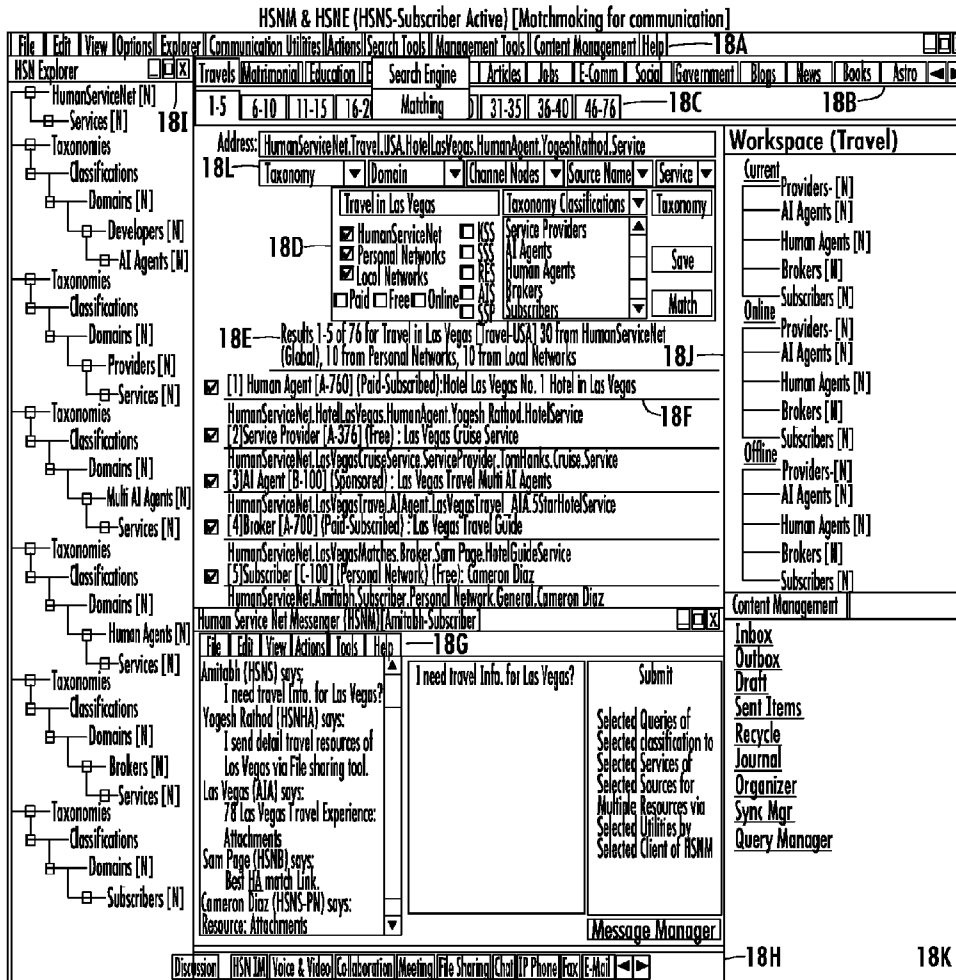 HSNM & HSNE (HSNS-Subscriber Active) [Matchmaking for communication]
File Edit View Options Explorer Communication Utilities Actions Search Tools Management Tools Content Management Help 18A
HSN Explorer X
18I
HumanServiceNet [N]
Services [N]
Taxonomies
Classifications
Domains [N]
Developers [N]
AI Agents [N]
Taxonomies
Classifications
Domains [N]
Providers [N]
Services [N]
Taxonomies
Classifications
Domains [N]
Multi AI Agents [N]
Services [N]
Taxonomies
Classifications
Domains [N]
Human Agents [N]
Services [N]
Taxonomies
Classifications
Domains [N]
Brokers [N]
Services [N]
Taxonomies
Classifications
Domains [N]
Subscribers [N]
Travels Matrimonial Education E Search Engine Articles Jobs E-Comm Social Government Blogs News Books Astro
Matching
18B
1-5 6-10 11-15 16-2 31-35 36-40 46-76 18C
Address: HumanServiceNet.Travel.USA.HotelLasVegas.HumanAgent.YogeshRathod.Service
18L Taxonomy Domain Channel Nodes Source Name Service
Travel in Las Vegas Taxonomy Classifications Taxonomy
18D
HumanServiceNet KSS Service Providers
Personal Networks SSS AI Agents Save
Local Networks RES Human Agents
Paid Free Online AIS Brokers Match
SSP Subscribers
18E Results 1-5 of 76 for Travel in Las Vegas [Travel-USA] 30 from HumanServiceNet
(Global), 10 from Personal Networks, 10 from Local Networks
18J
[1] Human Agent [A-760] (Paid-Subscribed):Hotel Las Vegas No. 1 Hotel in Las Vegas
18F
HumanServiceNet.HotelLasVegas.HumanAgent.Yogesh Rathod.HotelService
[2]Service Provider [A-376] (Free) : Las Vegas Cruise Service
HumanServiceNet.LasVegasCruiseService.ServiceProvider.TomHanks.Cruise.Service
[3]AI Agent [B-100] (Sponsored) : Las Vegas Travel Multi AI Agents
HumanServiceNet.LasVegasTravel.AIAgent.LasVegasTravel_AIA.5StarHotelService
[4]Broker [A-700] (Paid-Subscribed) : Las Vegas Travel Guide
HumanServiceNet.LasVegasMatches.Broker.Sam Page.HotelGuideService
[5]Subscriber [C-100] (Personal Network) (Free): Cameron Diaz
HumanServiceNet.Amitabh.Subscriber.Personal Network.General.Cameron Diaz
Human Service Net Messenger (HSNM)[Amitabh-Subscriber] X
File Edit View Actions Tools Help 18G
Amitabh (HSNS) says:
I need travel Info. for Las Vegas?
Yogesh Rathod (HSNHA) says:
I send detail travel resources of
Los Vegas via File sharing tool.
Las Vegas (AIA) says:
78 Las Vegas Travel Experience:
Attachments
Sam Page (HSNB) says:
Best HA match Link.
Cameron Diaz (HSNS-PN) says:
Resource: Attachments
I need travel Info. for Las Vegas?
Submit
Selected Queries of
Selected classification to
Selected Services of
Selected Sources for
Multiple Resources via
Selected Utilities by
Selected Client of HSNM
Message Manager
Discussion HSN IM Voice & Video Collaboration Meeting File Sharing Chat IP Phone Fax E-Mail
18H
18K
Workspace (Travel)
Current
Providers- [N]
AI Agents [N]
Human Agents [N]
Brokers [N]
Subscribers [N]
Online
Providers- [N]
AI Agents [N]
Human Agents [N]
Brokers [N]
Subscribers [N]
Offline
Providers-[N]
AI Agents [N]
Human Agents [N]
Brokers [N]
Subscribers [N]
Content Management
Inbox
Outbox
Draft
Sent Items
Recycle
Journal
Organizer
Sync Mgr
Query Manager